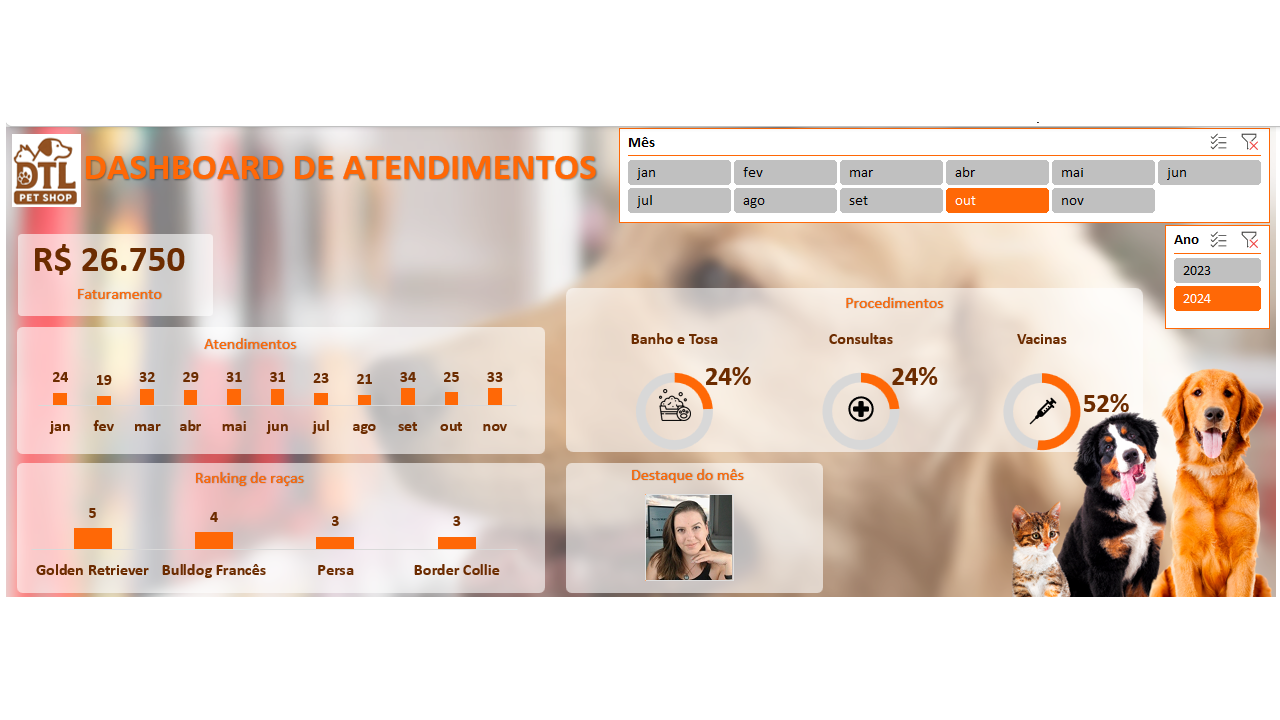 DTL
PET SHOP
DASHBOARD DE ATENDIMENTOS
Mês
jan fev mar abr mai jun
jul ago set out nov
Ano
2023
2024
R$ 26.750
Faturamento
Atendimentos
24 19 32 29 31 31 23 21 34 25 33
jan fev mar abr mai jun jul ago set out nov
Procedimentos
Banho e Tosa Consultas Vacinas
24% 24% 52%
Ranking de raças
5 4 3 3
Golden Retriever Bulldog Francês Persa Border Collie
Destaque do mês